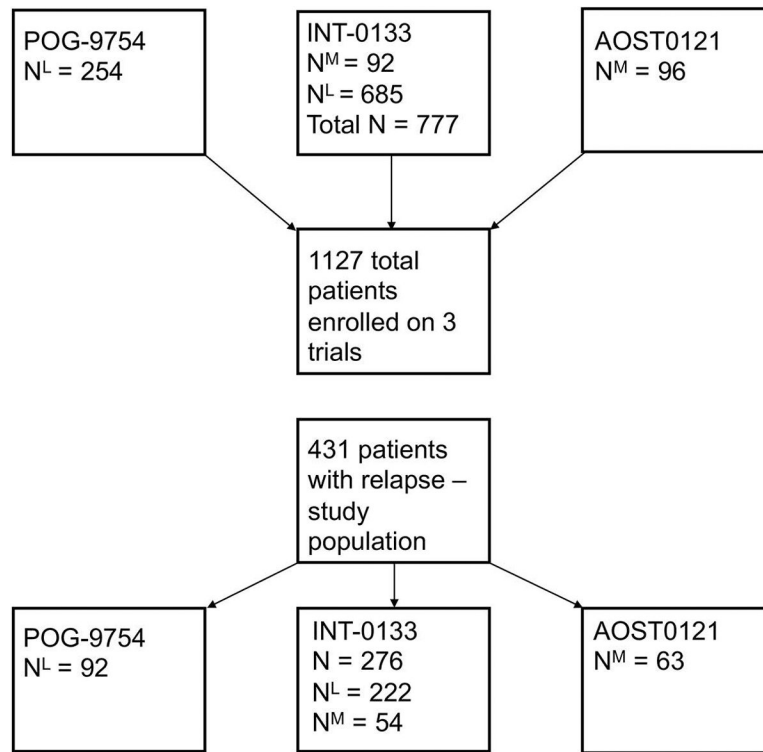 POG-9754
Nᴸ = 254
INT-0133
Nᴹ = 92
Nᴸ = 685
Total N = 777
AOST0121
Nᴹ = 96
1127 total
patients
enrolled on 3
trials
431 patients
with relapse –
study
population
POG-9754
Nᴸ = 92
INT-0133
N = 276
Nᴸ = 222
Nᴹ = 54
AOST0121
Nᴹ = 63